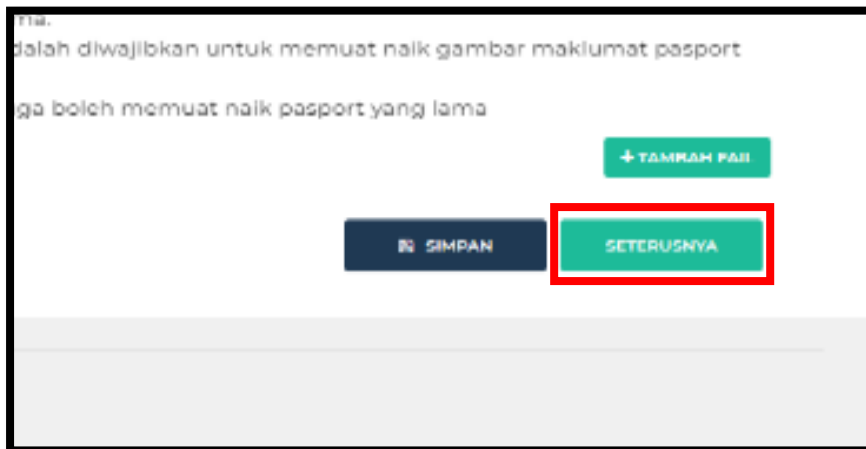 ma.
dalah diwajibkan untuk memuat naik gambar maklumat pasport
ga boleh memuat naik pasport yang lama
+ TAMBAH FAIL
SIMPAN
SETERUSNYA